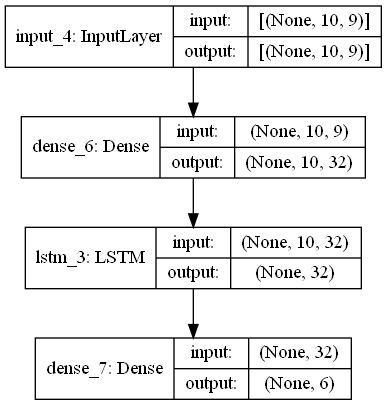 input_4: InputLayer
input: [(None, 10, 9)]
output: [(None, 10, 9)]
dense_6: Dense
input: (None, 10, 9)
output: (None, 10, 32)
lstm_3: LSTM
input: (None, 10, 32)
output: (None, 32)
dense_7: Dense
input: (None, 32)
output: (None, 6)